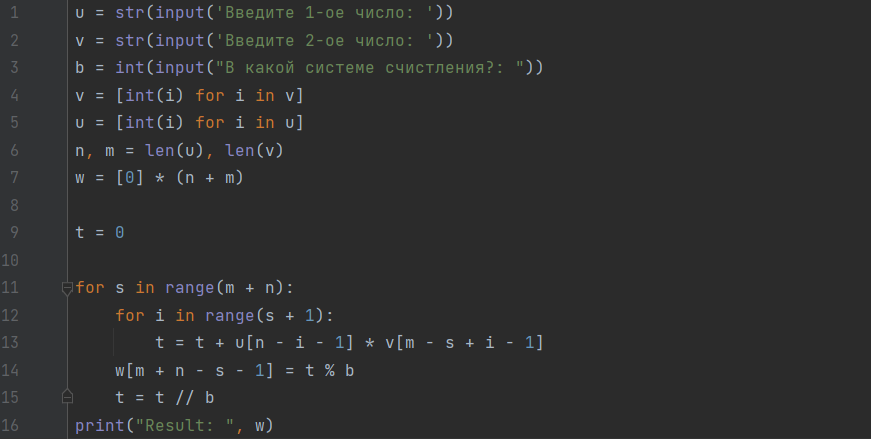 1 u = str(input('Введите 1-ое число: '))
2 v = str(input('Введите 2-ое число: '))
3 b = int(input("В какой системе счистления?: "))
4 v = [int(i) for i in v]
5 u = [int(i) for i in u]
6 n, m = len(u), len(v)
7 w = [0] * (n + m)
8
9 t = 0
10
11 for s in range(m + n):
12     for i in range(s + 1):
13         t = t + u[n - i - 1] * v[m - s + i - 1]
14     w[m + n - s - 1] = t % b
15     t = t // b
16 print("Result: ", w)